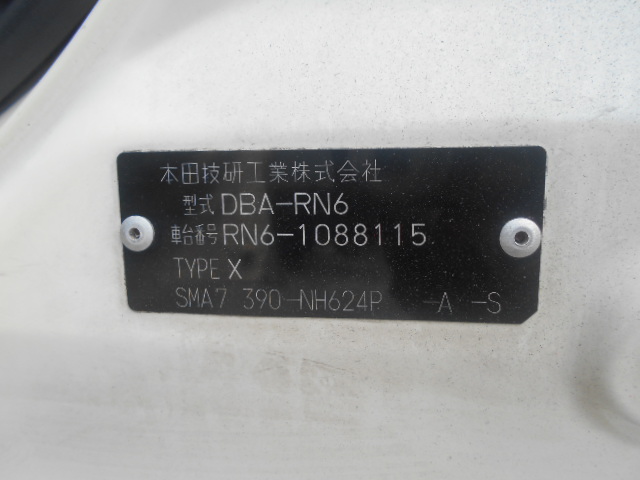 本田技研工業株式会社
型式 DBA-RN6
車台番号 RN6-1088115
TYPE X
SMA7 390-NH624P -A -S